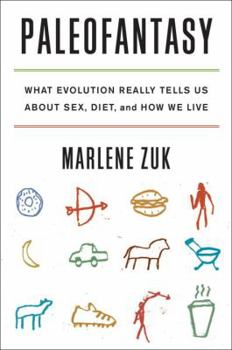 PALEOFANTASY
WHAT EVOLUTION REALLY TELLS US
ABOUT SEX, DIET, and HOW WE LIVE
MARLENE ZUK